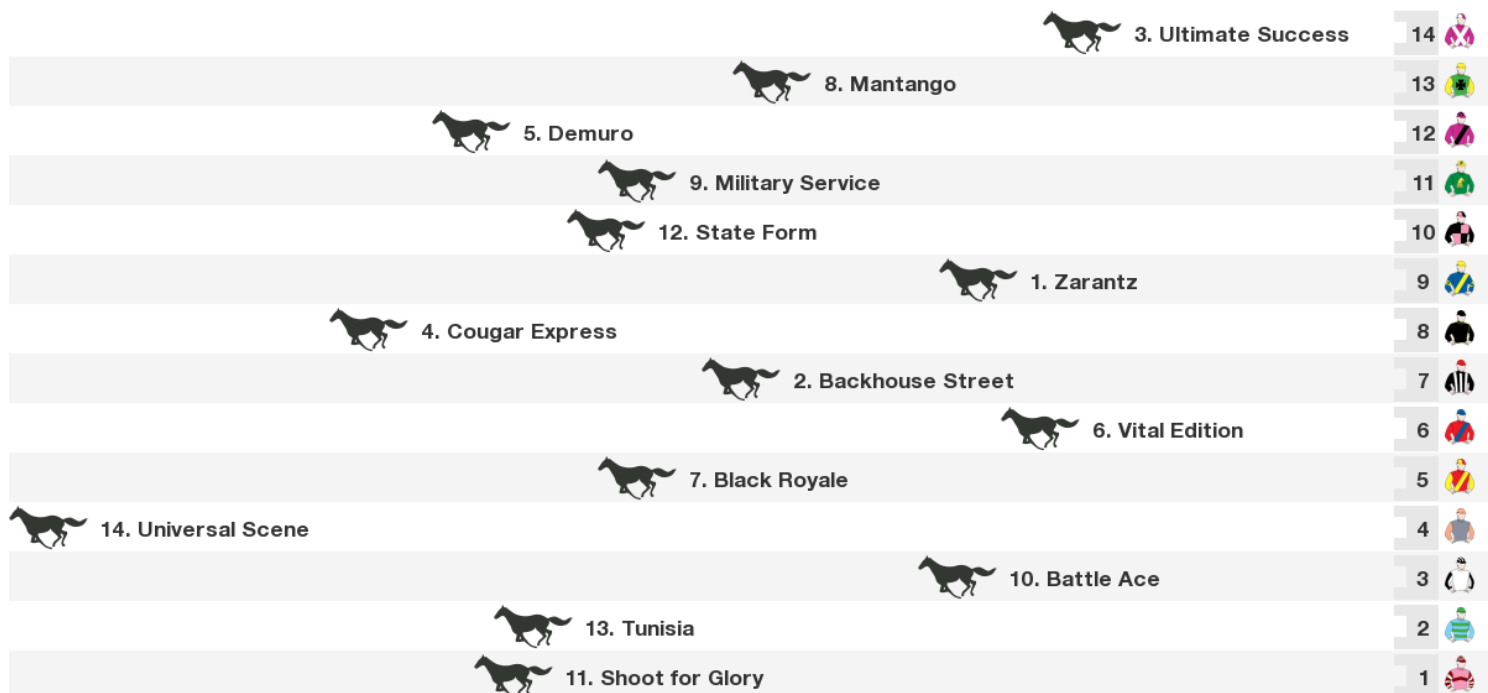 3. Ultimate Success 14
8. Mantango 13
5. Demuro 12
9. Military Service 11
12. State Form 10
1. Zarantz 9
4. Cougar Express 8
2. Backhouse Street 7
6. Vital Edition 6
7. Black Royale 5
14. Universal Scene 4
10. Battle Ace 3
13. Tunisia 2
11. Shoot for Glory 1